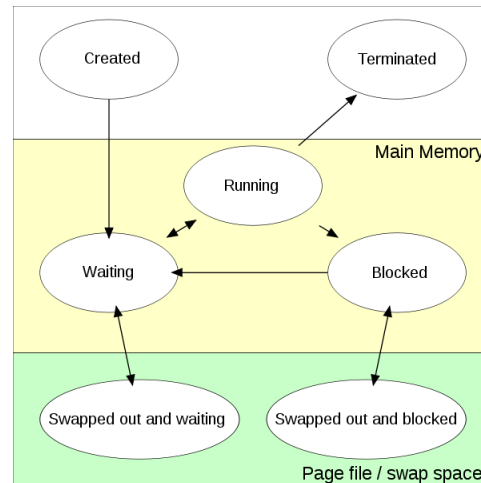 Created
Terminated
Main Memory
Running
Waiting
Blocked
Swapped out and waiting
Swapped out and blocked
Page file / swap space